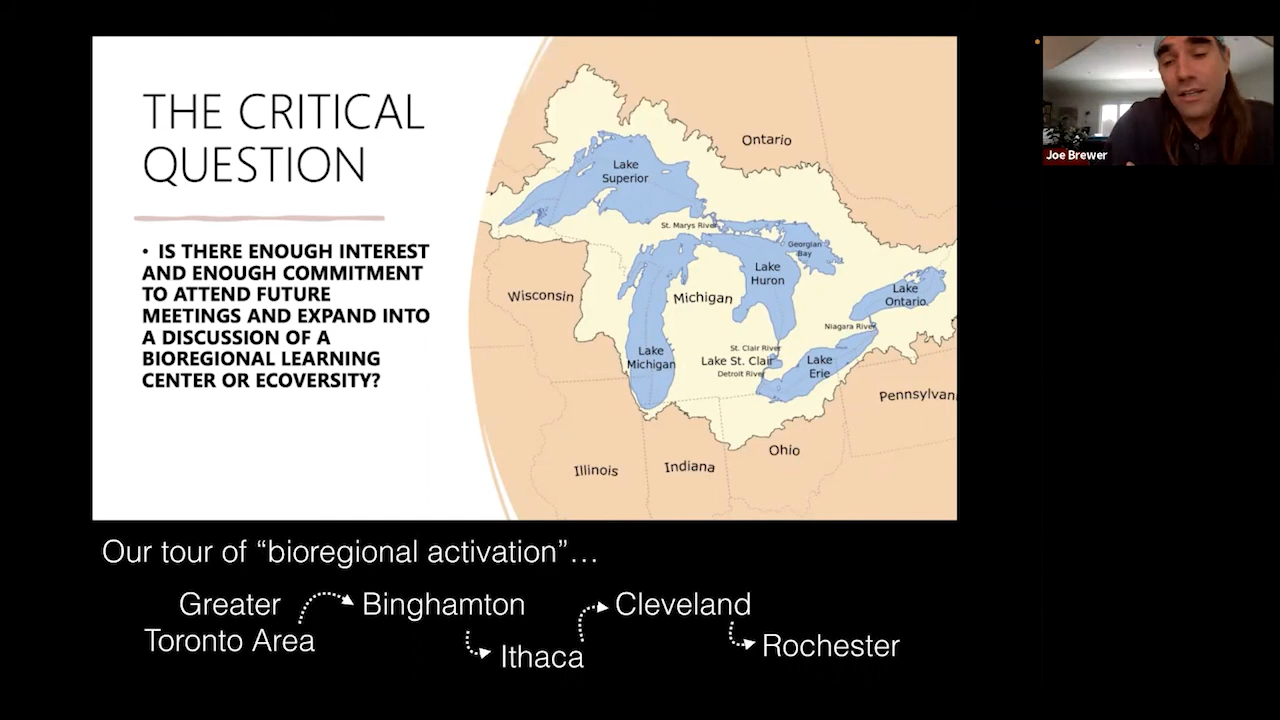 THE CRITICAL
QUESTION
• IS THERE ENOUGH INTEREST
AND ENOUGH COMMITMENT
TO ATTEND FUTURE
MEETINGS AND EXPAND INTO
A DISCUSSION OF A
BIOREGIONAL LEARNING
CENTER OR ECOVERSITY?
Ontario
Lake
Superior
St. Marys River
Georgian
Bay
Lake
Huron
Wisconsin
Michigan
Lake
Ontario
Niagara River
St. Clair River
Lake
Michigan
Lake St. Clair
Detroit River
Lake
Erie
Pennsylvan
Ohio
Illinois
Indiana
Joe Brewer
Our tour of “bioregional activation”…
Greater
Toronto Area
Binghamton
Ithaca
Cleveland
Rochester